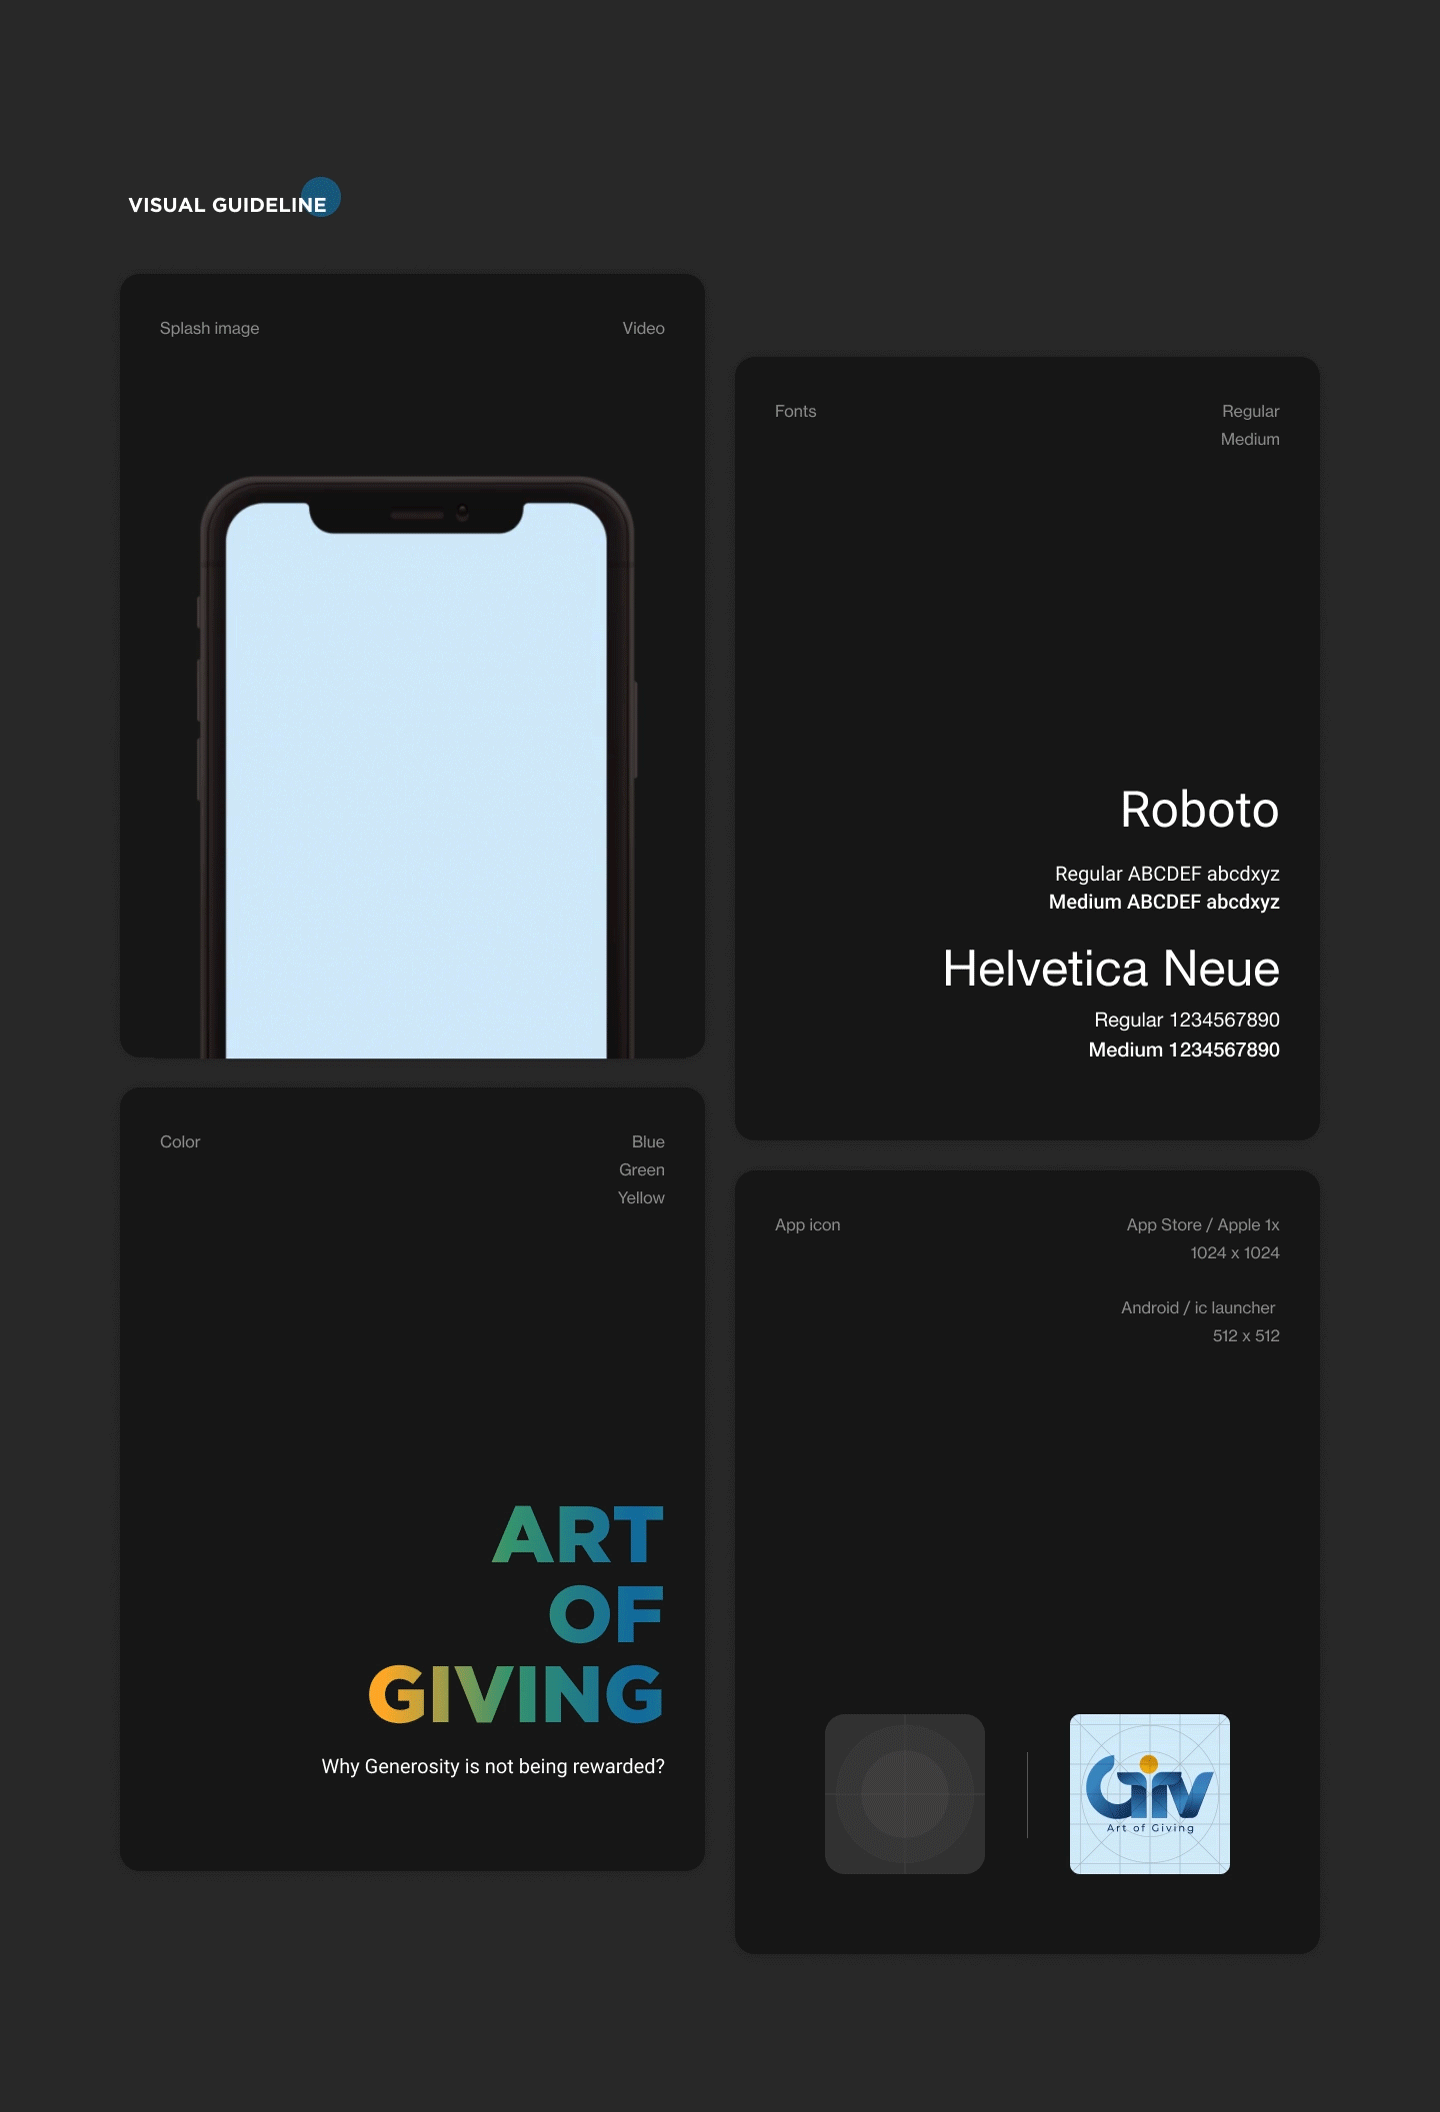 VISUAL GUIDELINE
Splash image
Video
Fonts
Regular
Medium
Roboto
Regular ABCDEF abcdxyz
Medium ABCDEF abcdxyz
Helvetica Neue
Regular 1234567890
Medium 1234567890
Color
Blue
Green
Yellow
ART
OF
GIVING
Why Generosity is not being rewarded?
App icon
App Store / Apple 1x
1024 x 1024
Android / ic launcher
512 x 512
GiV
Art of Giving